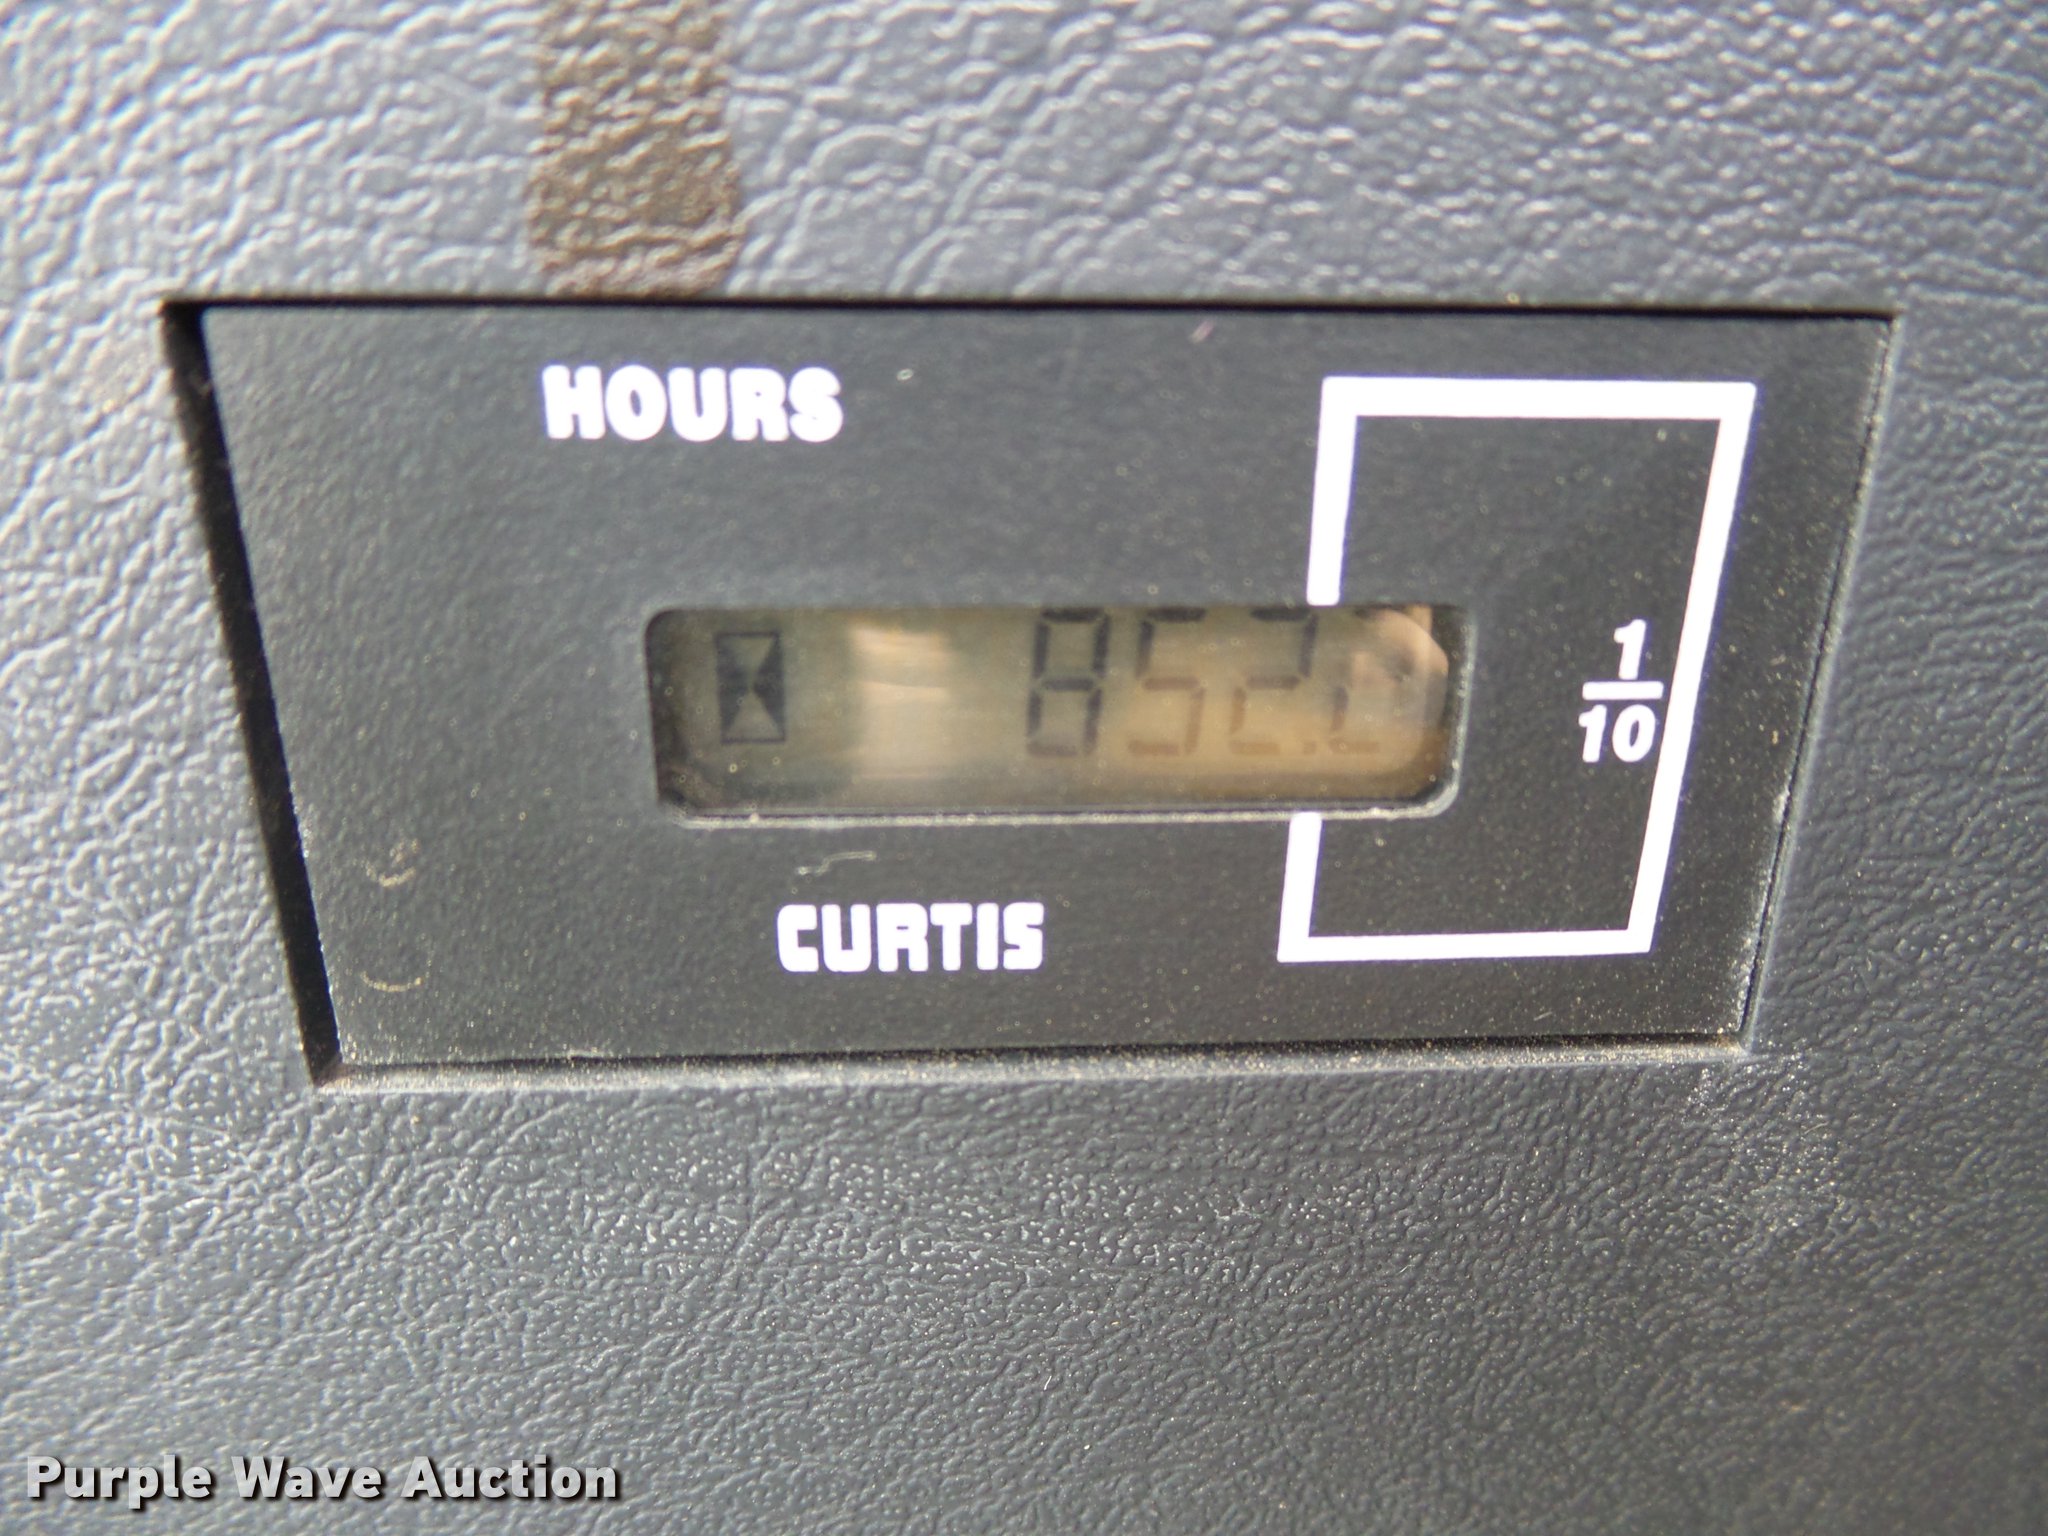 HOURS
852.
1/10
CURTIS
Purple Wave Auction